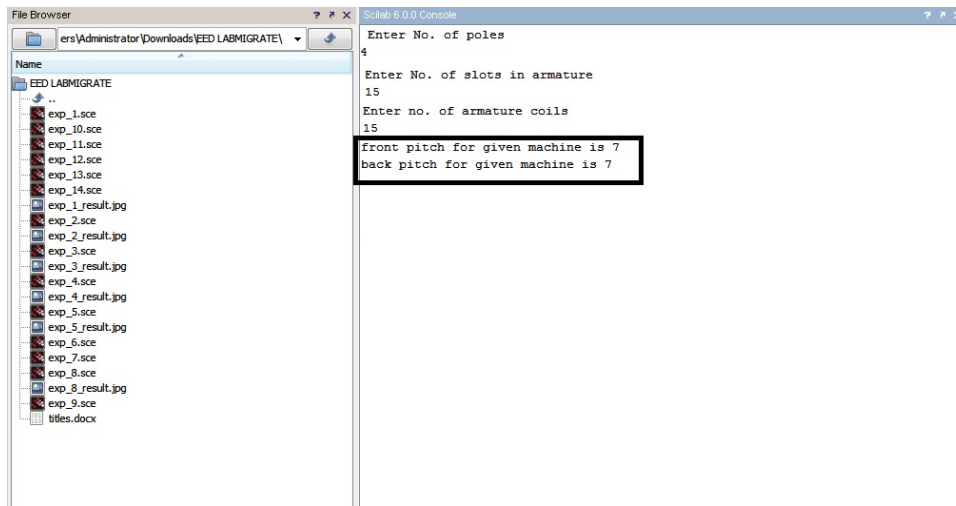 File Browser
? ↗ X
Scilab 6.0.0 Console
? ↗
ers\Administrator\Downloads\EED LABMIGRATE\
Name
EED LABMIGRATE
..
exp_1.sce
exp_10.sce
exp_11.sce
exp_12.sce
exp_13.sce
exp_14.sce
exp_1_result.jpg
exp_2.sce
exp_2_result.jpg
exp_3.sce
exp_3_result.jpg
exp_4.sce
exp_4_result.jpg
exp_5.sce
exp_5_result.jpg
exp_6.sce
exp_7.sce
exp_8.sce
exp_8_result.jpg
exp_9.sce
titles.docx
Enter No. of poles
4
Enter No. of slots in armature
15
Enter no. of armature coils
15
front pitch for given machine is 7
back pitch for given machine is 7